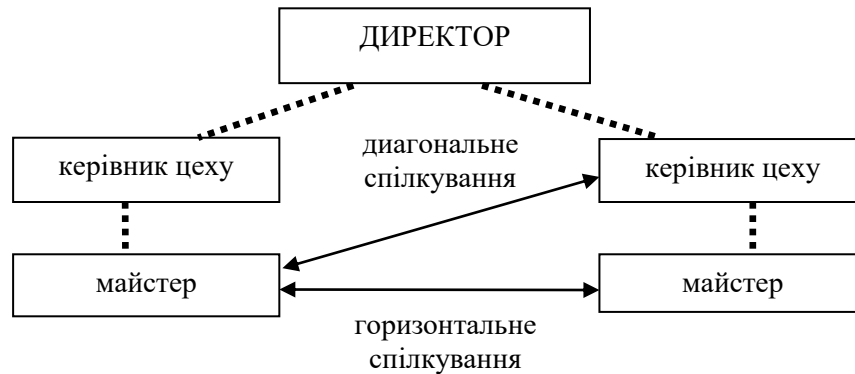 ДИРЕКТОР
керівник цеху
диагональне
спілкування
керівник цеху
майстер
майстер
горизонтальне
спілкування